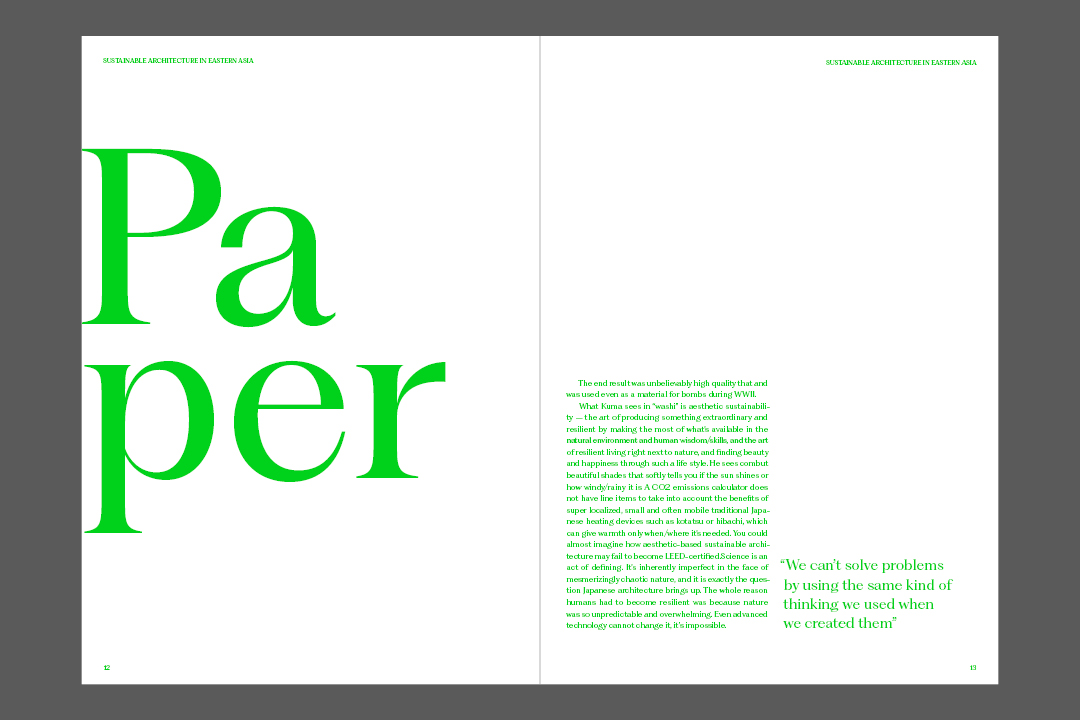 SUSTAINABLE ARCHITECTURE IN EASTERN ASIA
Pa
per
12
SUSTAINABLE ARCHITECTURE IN EASTERN ASIA
The end result was unbelievably high quality that and
was used even as a material for bombs during WWII.
What Kuma sees in “washi” is aesthetic sustainabili-
ty — the art of producing something extraordinary and
resilient by making the most of what's available in the
natural environment and human wisdom/skills, and the art
of resilient living right next to nature, and finding beauty
and happiness through such a life style. He sees combut
beautiful shades that softly tells you if the sun shines or
how windy/rainy it is A CO2 emissions calculator does
not have line items to take into account the benefits of
super localized, small and often mobile traditional Japa-
nese heating devices such as kotatsu or hibachi, which
can give warmth only when/where it's needed. You could
almost imagine how aesthetic-based sustainable archi-
tecture may fail to become LEED-certified.Science is an
act of defining. It's inherently imperfect in the face of
mesmerizingly chaotic nature, and it is exactly the ques-
tion Japanese architecture brings up. The whole reason
humans had to become resilient was because nature
was so unpredictable and overwhelming. Even advanced
technology cannot change it, it's impossible.
“We can't solve problems
by using the same kind of
thinking we used when
we created them”
13